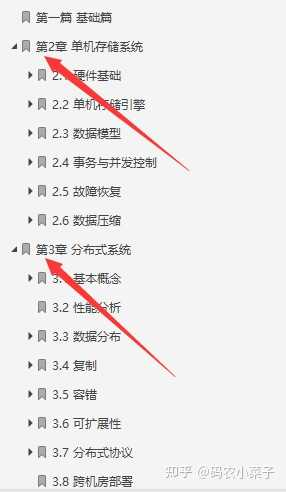 第一篇 基础篇
第2章 单机存储系统
2.1 硬件基础
2.2 单机存储引擎
2.3 数据模型
2.4 事务与并发控制
2.5 故障恢复
2.6 数据压缩
第3章 分布式系统
3.1 基本概念
3.2 性能分析
3.3 数据分布
3.4 复制
3.5 容错
3.6 可扩展性
3.7 分布式协议
3.8 跨机房部署
知乎 @码农小菜子